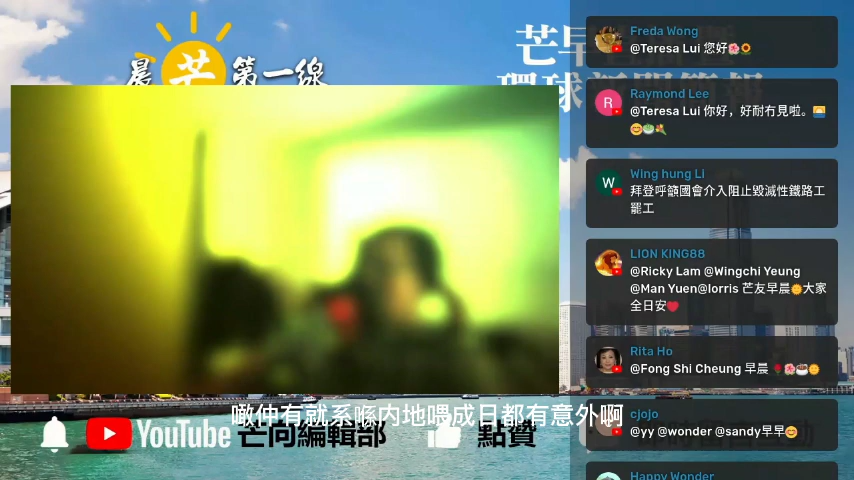 晨芒第一線
Freda Wong
@Teresa Lui 您好🌺🌻
Raymond Lee
@Teresa Lui 你好，好耐冇見啦。🌅
😊🍵💐
Wing hung Li
拜登呼籲國會介入阻止毀滅性鐵路工
罷工
LION KING88
@Ricky Lam @Wingchi Yeung
@Man Yuen@lorris 芒友早晨🌼大家
全日安❤️
Rita Ho
@Fong Shi Cheung 早晨🌹🌺☕😊
cjojo
@yy @wonder @sandy早早😊
Happy Wonder
噉仲有就系喺内地喂成日都有意外啊
YouTube 芒向編輯部 點贊